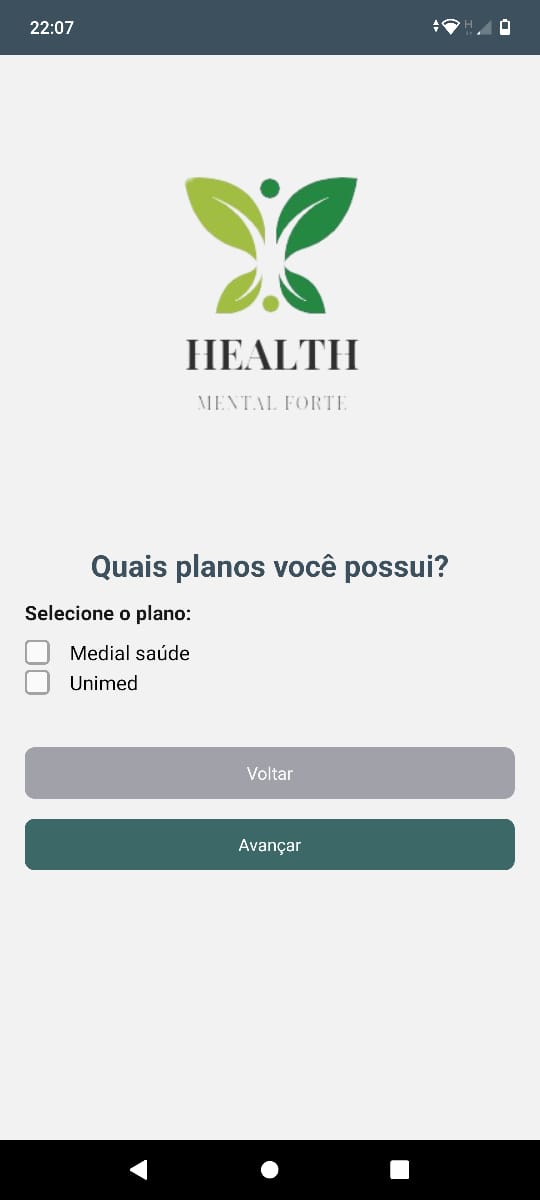 22:07
H
HEALTH
MENTAL FORTE
Quais planos você possui?
Selecione o plano:
Medial saúde
Unimed
Voltar
Avançar